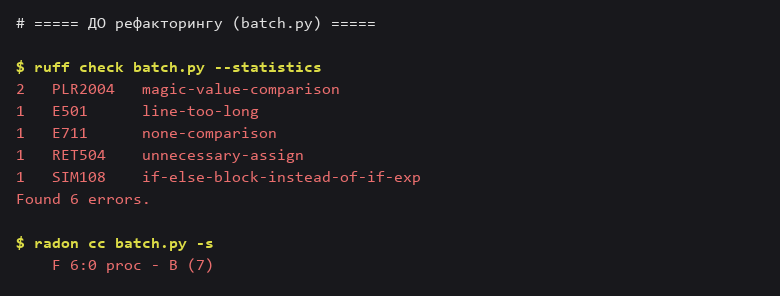 # ===== ДО рефакторингу (batch.py) =====
$ ruff check batch.py --statistics
2   PLR2004   magic-value-comparison
1   E501      line-too-long
1   E711      none-comparison
1   RET504    unnecessary-assign
1   SIM108    if-else-block-instead-of-if-exp
Found 6 errors.
$ radon cc batch.py -s
    F 6:0 proc - B (7)